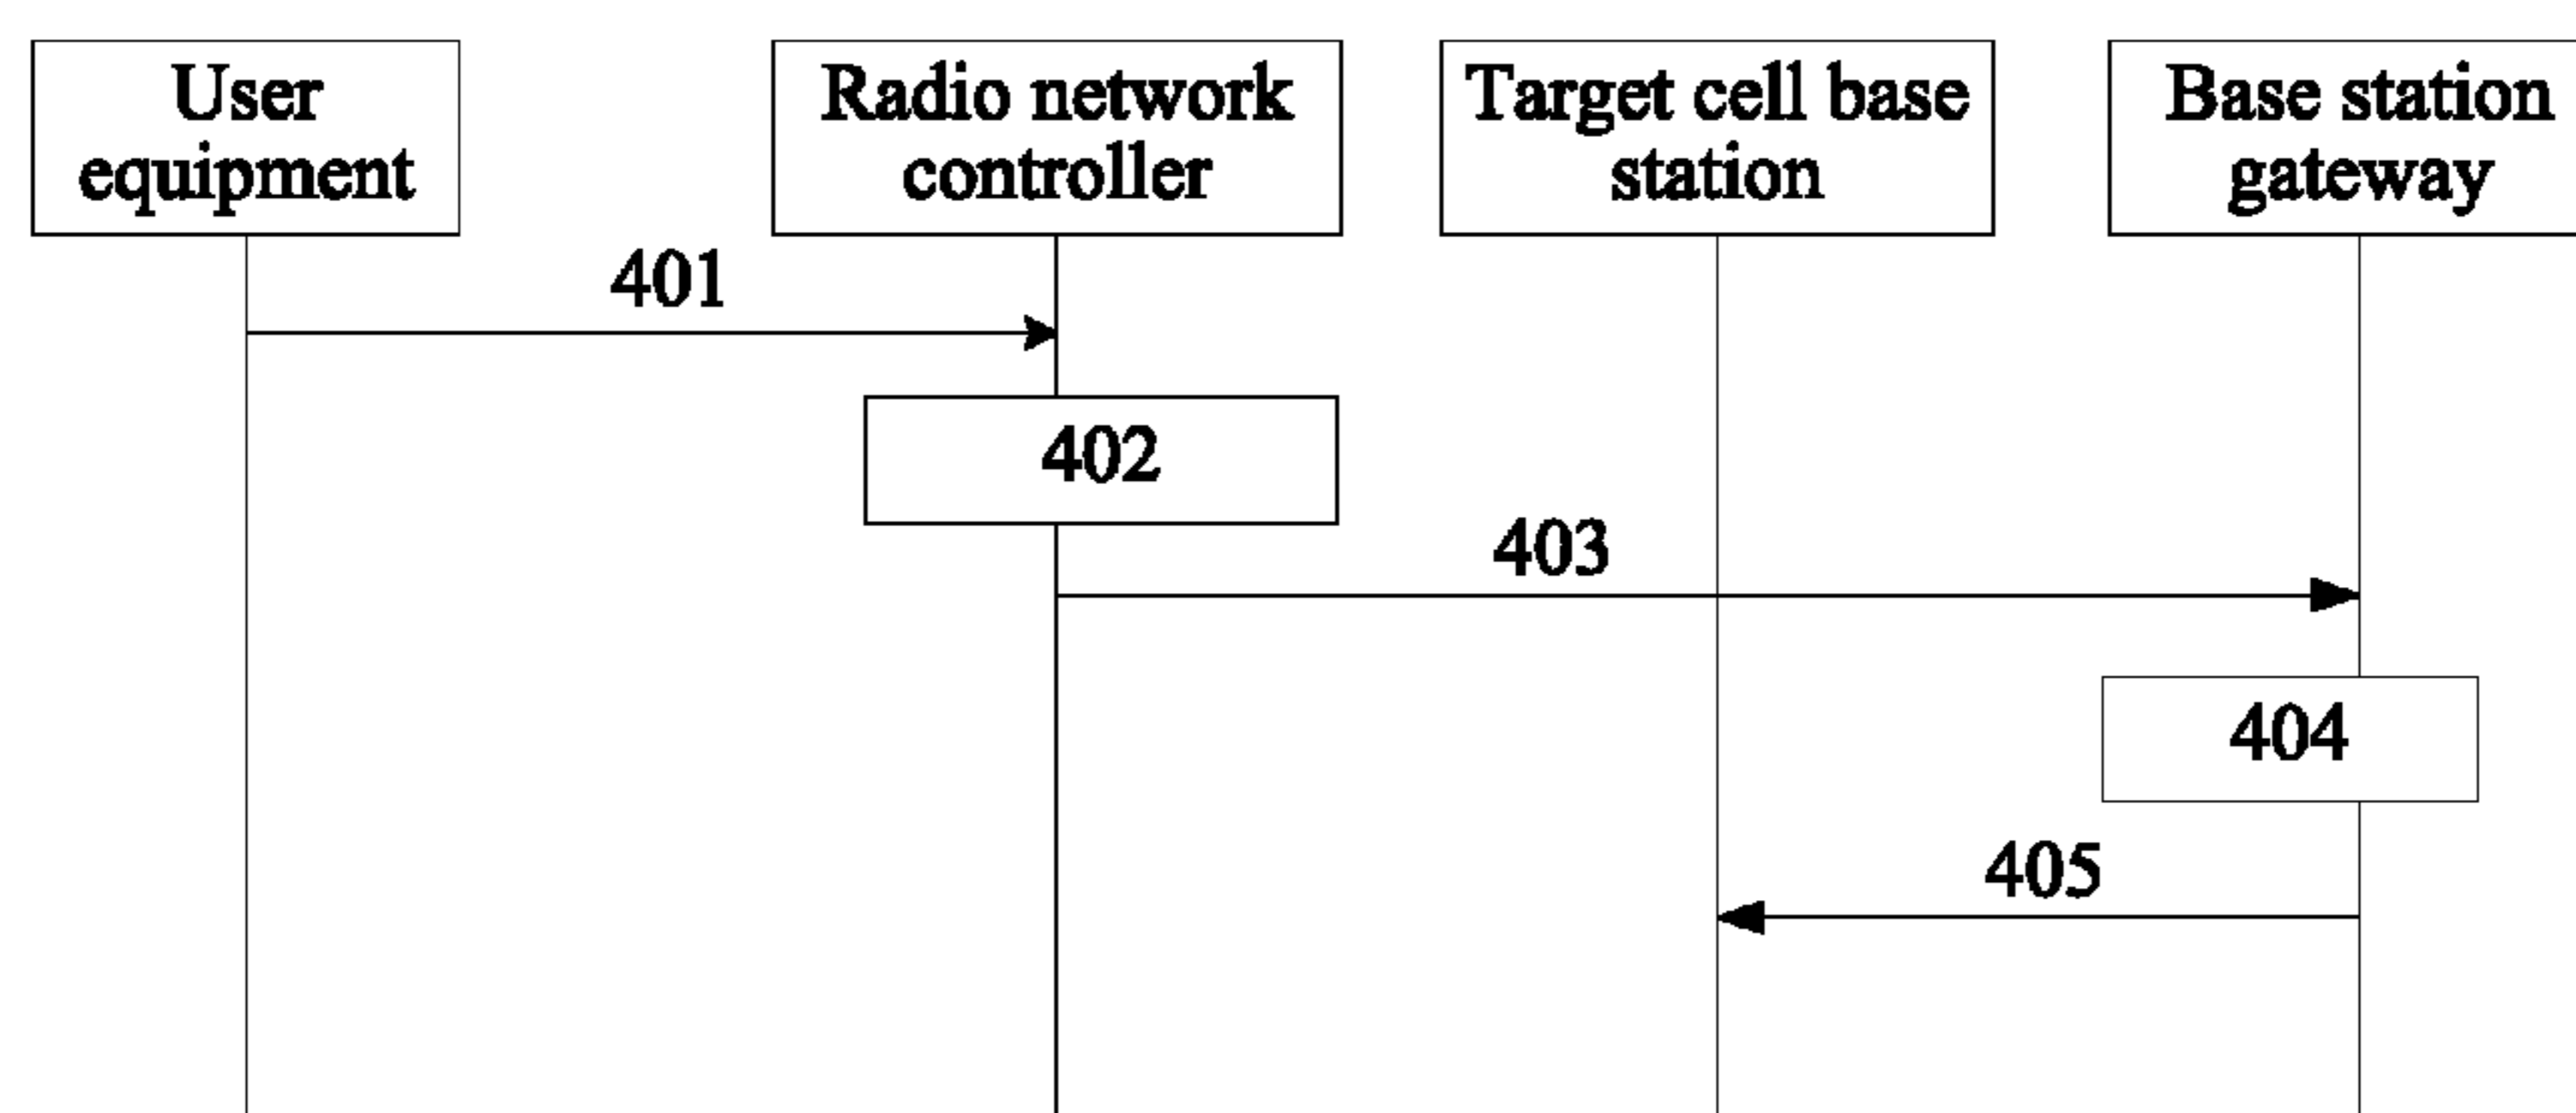 User
equipment
Radio network
controller
Target cell base
station
Base station
gateway
401
402
403
404
405